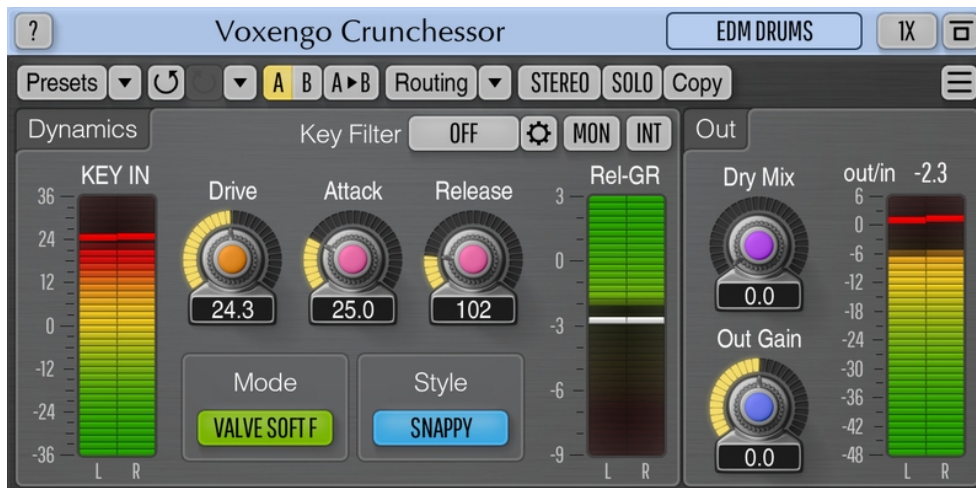 ? Voxengo Crunchessor EDM DRUMS 1X
Presets A B A▸B Routing STEREO SOLO Copy
Dynamics Key Filter OFF MON INT Out
KEY IN Drive Attack Release Rel-GR Dry Mix out/in -2.3
36 24 12 0 -12 -24 -36
24.3 25.0 102
3 0 -3 -6 -9
0.0
6 0 -6 -12 -18 -24 -30 -36 -42 -48
Mode Style Out Gain
VALVE SOFT F SNAPPY
0.0
L R L R L R